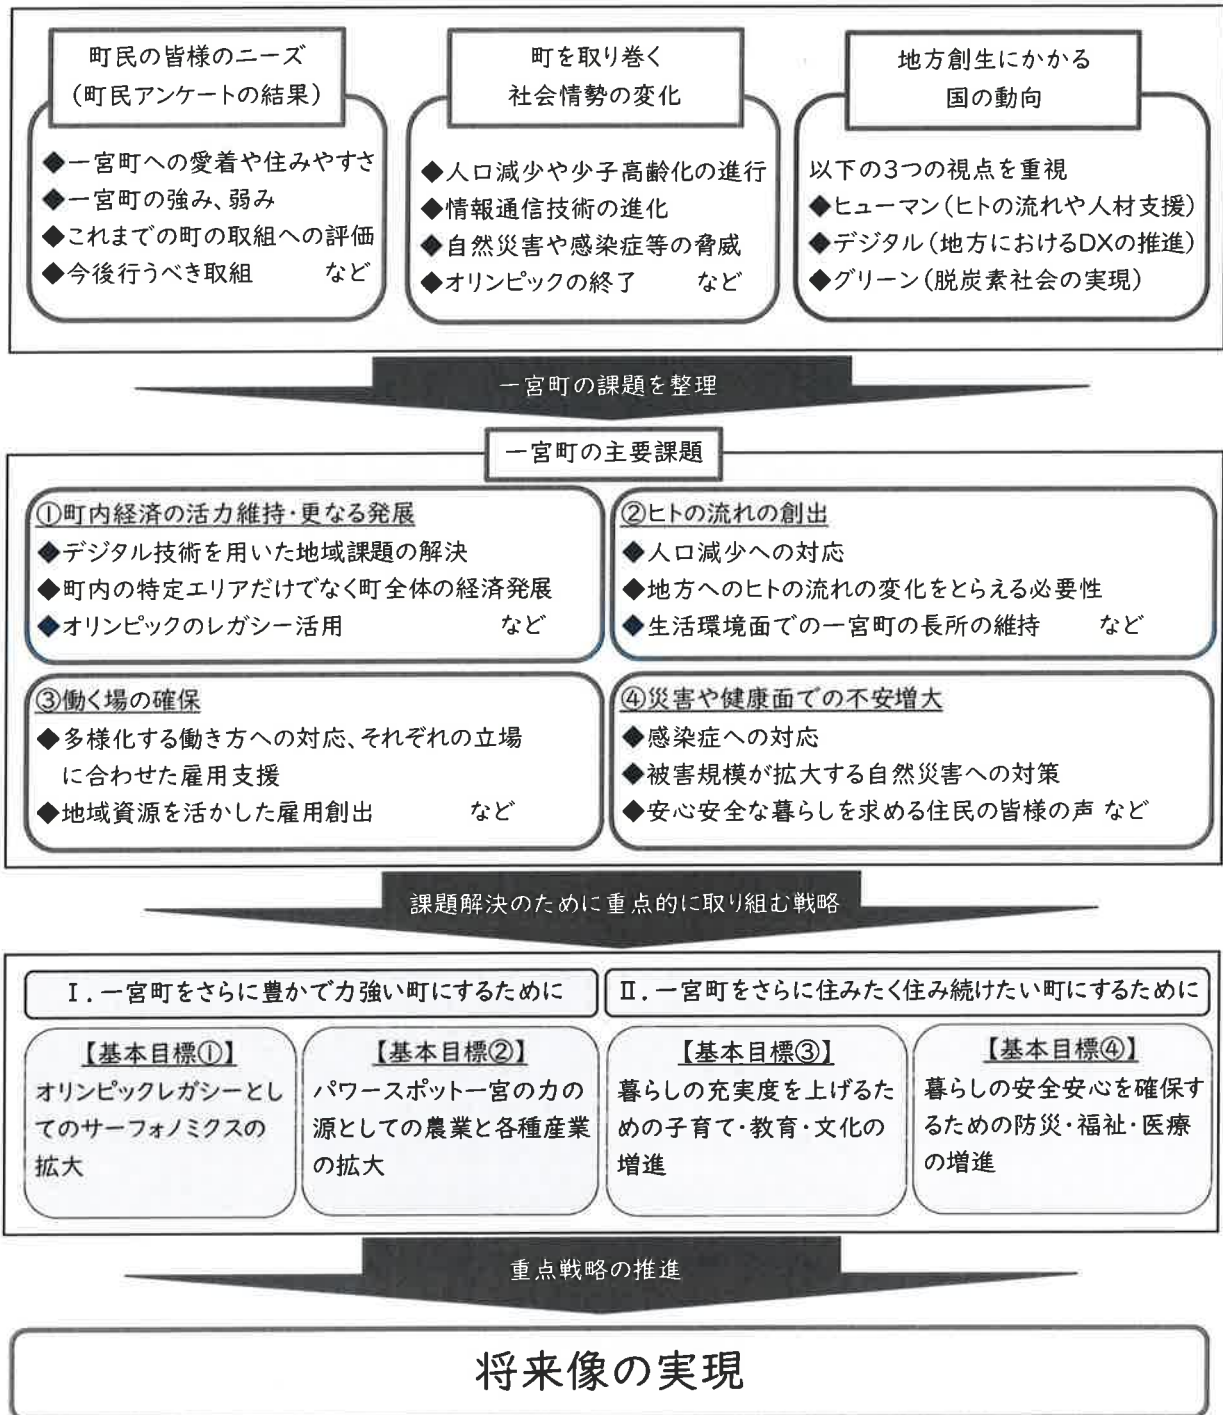 町民の皆様のニーズ
(町民アンケートの結果)
◆一宮町への愛着や住みやすさ
◆一宮町の強み、弱み
◆これまでの町の取組への評価
◆今後行うべき取組　　など
町を取り巻く
社会情勢の変化
◆人口減少や少子高齢化の進行
◆情報通信技術の進化
◆自然災害や感染症等の脅威
◆オリンピックの終了　　など
地方創生にかかる
国の動向
以下の3つの視点を重視
◆ヒューマン(ヒトの流れや人材支援)
◆デジタル(地方におけるDXの推進)
◆グリーン(脱炭素社会の実現)
一宮町の課題を整理
一宮町の主要課題
①町内経済の活力維持・更なる発展
◆デジタル技術を用いた地域課題の解決
◆町内の特定エリアだけでなく町全体の経済発展
◆オリンピックのレガシー活用　　など
②ヒトの流れの創出
◆人口減少への対応
◆地方へのヒトの流れの変化をとらえる必要性
◆生活環境面での一宮町の長所の維持　　など
③働く場の確保
◆多様化する働き方への対応、それぞれの立場
に合わせた雇用支援
◆地域資源を活かした雇用創出　　など
④災害や健康面での不安増大
◆感染症への対応
◆被害規模が拡大する自然災害への対策
◆安心安全な暮らしを求める住民の皆様の声 など
課題解決のために重点的に取り組む戦略
Ⅰ.一宮町をさらに豊かで力強い町にするために
【基本目標①】
オリンピックレガシーとし
てのサーフォノミクスの
拡大
【基本目標②】
パワースポット一宮の力の
源としての農業と各種産業
の拡大
Ⅱ.一宮町をさらに住みたく住み続けたい町にするために
【基本目標③】
暮らしの充実度を上げるた
めの子育て・教育・文化の
増進
【基本目標④】
暮らしの安全安心を確保す
るための防災・福祉・医療
の増進
重点戦略の推進
将来像の実現